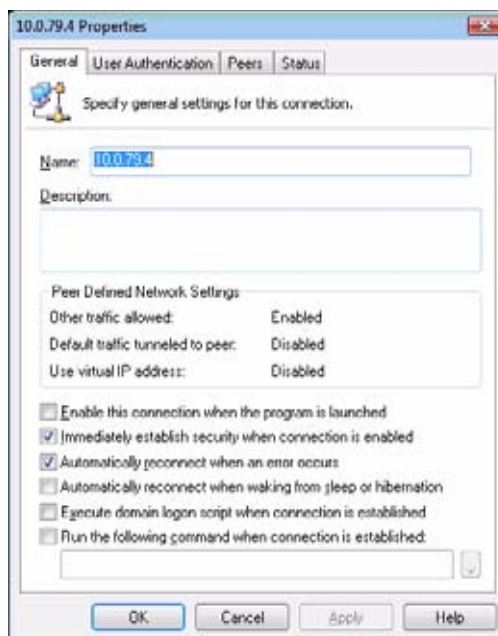 10.0.79.4 Properties
General User Authentication Peers Status
Specify general settings for this connection.
Name: 10.0.79.4
Description:
Peer Defined Network Settings
Other traffic allowed: Enabled
Default traffic tunneled to peer: Disabled
Use virtual IP address: Disabled
Enable this connection when the program is launched
Immediately establish security when connection is enabled
Automatically reconnect when an error occurs
Automatically reconnect when waking from sleep or hibernation
Execute domain logon script when connection is established
Run the following command when connection is established:
OK Cancel Apply Help